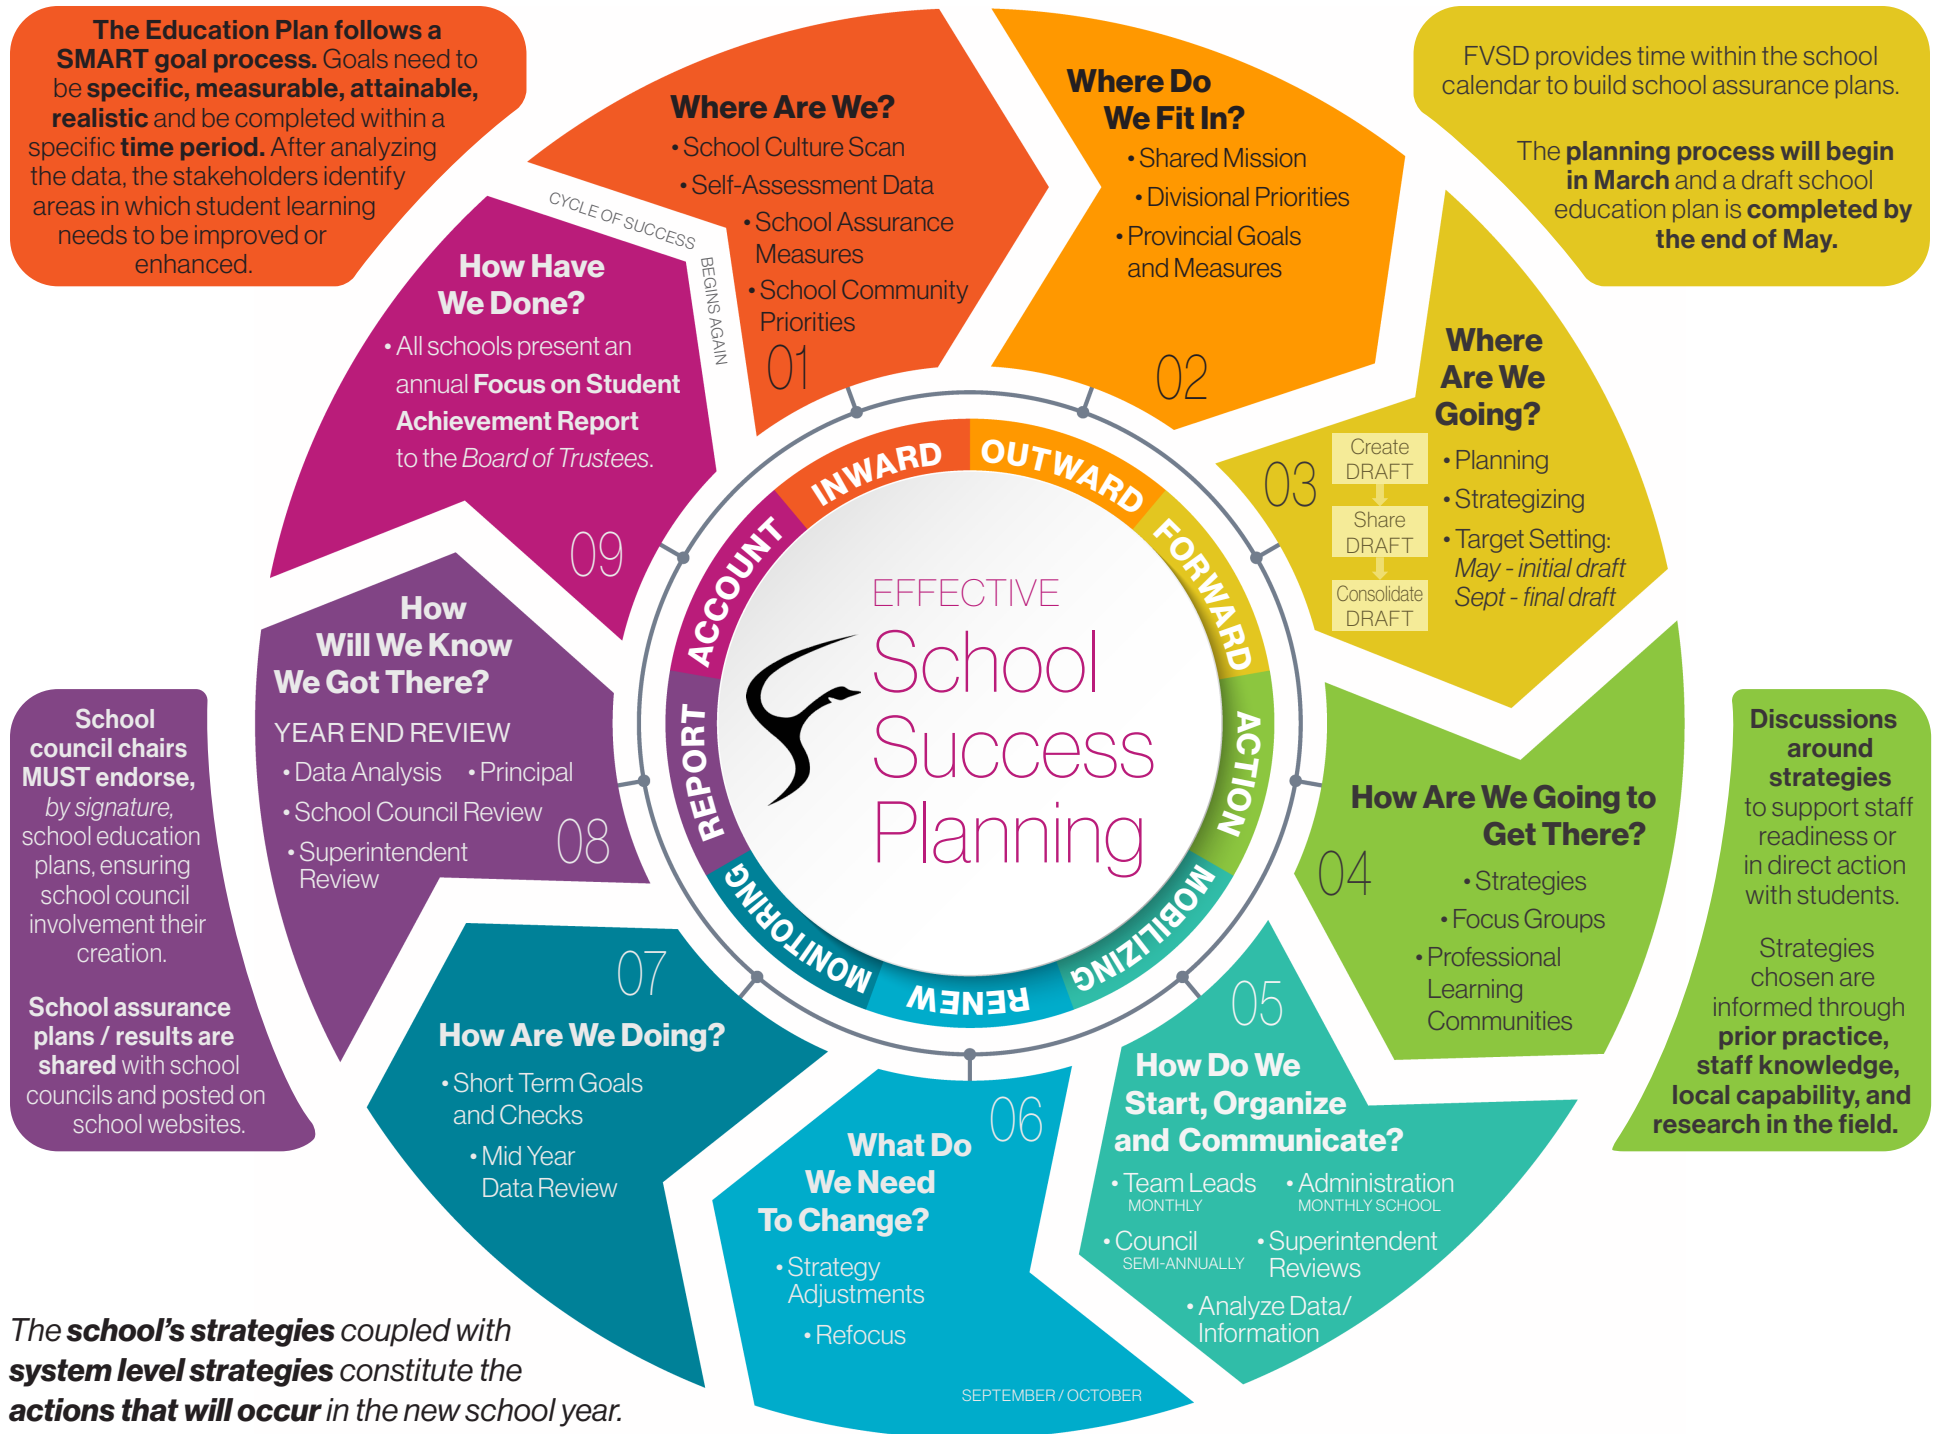 The Education Plan follows a
SMART goal process. Goals need to
be specific, measurable, attainable,
realistic and be completed within a
specific time period. After analyzing
the data, the stakeholders identify
areas in which student learning
needs to be improved or
enhanced.
Where Are We?
• School Culture Scan
• Self-Assessment Data
• School Assurance
Measures
• School Community
Priorities
01
Where Do
We Fit In?
• Shared Mission
• Divisional Priorities
• Provincial Goals
and Measures
02
FVSD provides time within the school
calendar to build school assurance plans.
The planning process will begin
in March and a draft school
education plan is completed by
the end of May.
Where
Are We
Going?
• Planning
• Strategizing
• Target Setting:
May - initial draft
Sept - final draft
03
Create
DRAFT
Share
DRAFT
Consolidate
DRAFT
How Are We Going to
Get There?
• Strategies
• Focus Groups
• Professional
Learning
Communities
04
Discussions
around
strategies
to support staff
readiness or
in direct action
with students.
Strategies
chosen are
informed through
prior practice,
staff knowledge,
local capability, and
research in the field.
05
How Do We
Start, Organize
and Communicate?
• Team Leads • Administration
MONTHLY MONTHLY SCHOOL
• Council • Superintendent
SEMI-ANNUALLY Reviews
• Analyze Data/
Information
06
What Do
We Need
To Change?
• Strategy
Adjustments
• Refocus
SEPTEMBER / OCTOBER
07
How Are We Doing?
• Short Term Goals
and Checks
• Mid Year
Data Review
How
Will We Know
We Got There?
YEAR END REVIEW
• Data Analysis • Principal
• School Council Review
• Superintendent
Review
08
School
council chairs
MUST endorse,
by signature,
school education
plans, ensuring
school council
involvement their
creation.
School assurance
plans / results are
shared with school
councils and posted on
school websites.
How Have
We Done?
• All schools present an
annual Focus on Student
Achievement Report
to the Board of Trustees.
09
CYCLE OF SUCCESS
BEGINS AGAIN
INWARD
OUTWARD
FORWARD
ACTION
MOBILIZING
RENEW
MONITORING
REPORT
ACCOUNT
EFFECTIVE
School
Success
Planning
The school's strategies coupled with
system level strategies constitute the
actions that will occur in the new school year.